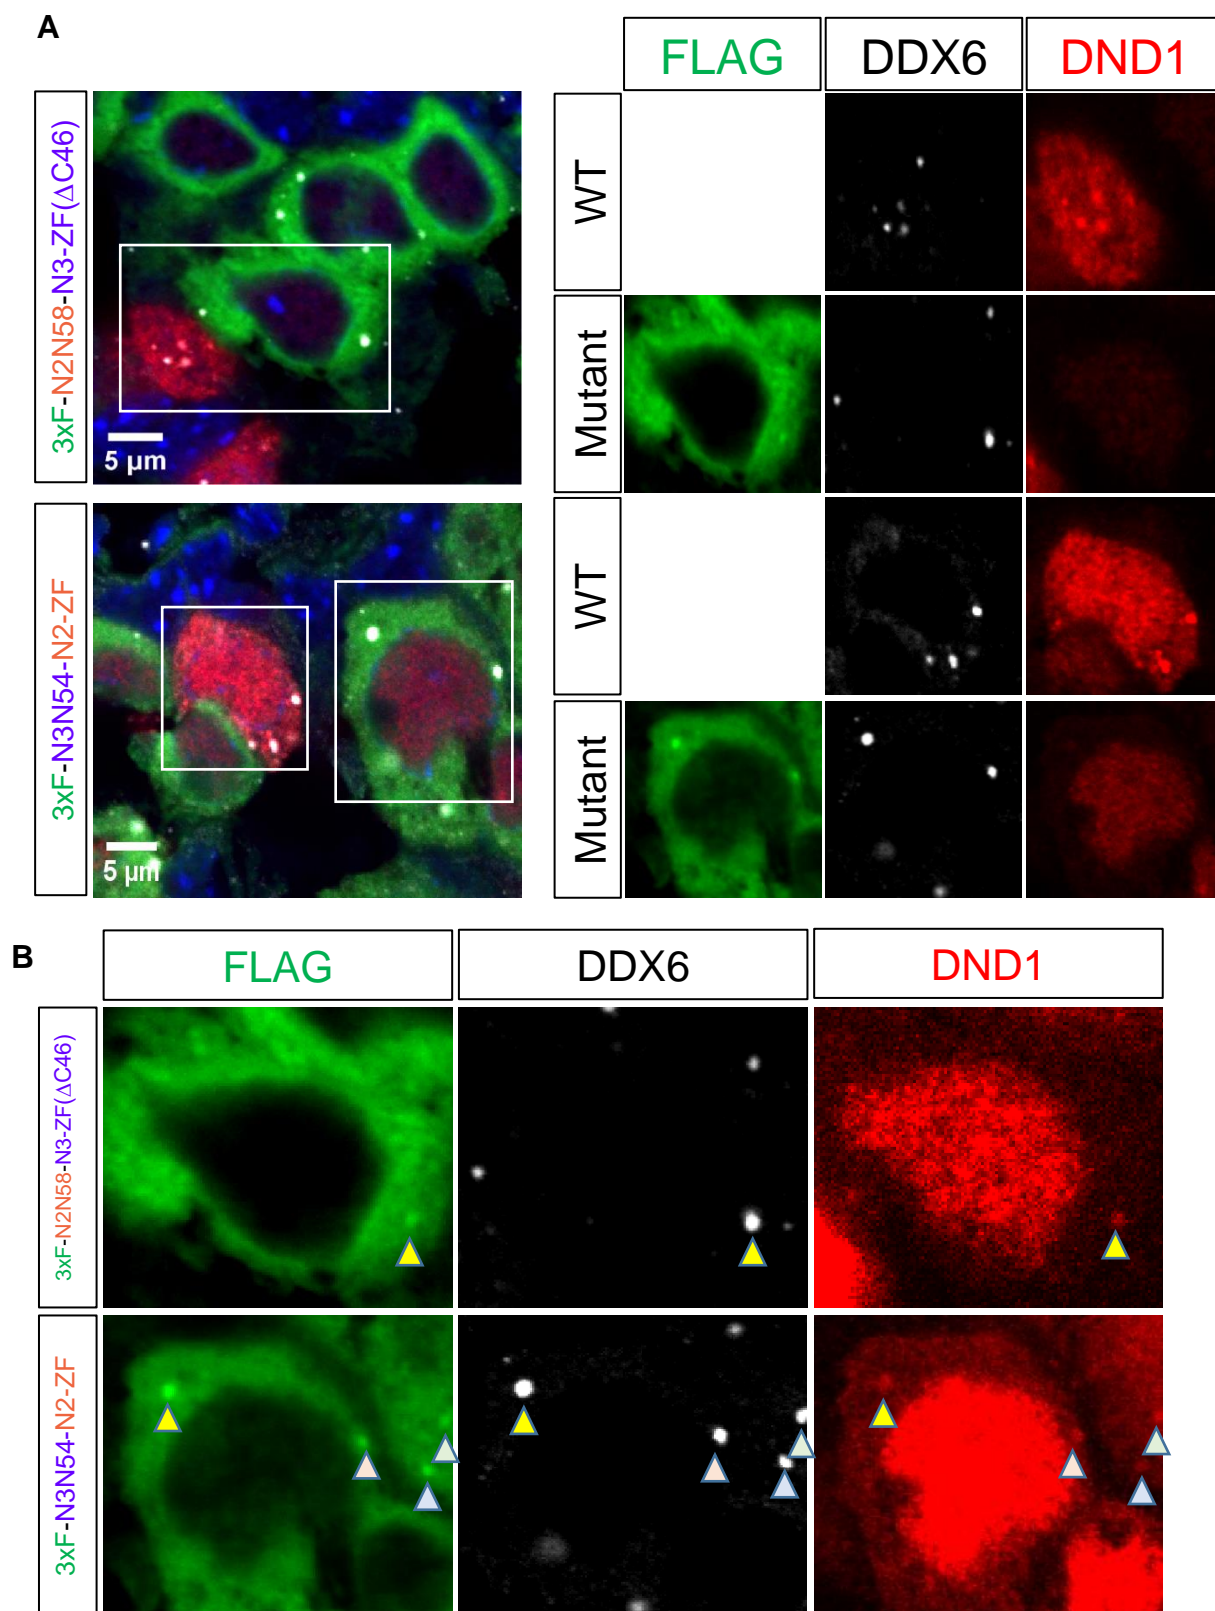 A
FLAG
DDX6
DND1
3xF-N2N58-N3-ZF(ΔC46)
5 μm
WT
Mutant
3xF-N3N54-N2-ZF
5 μm
WT
Mutant
B
FLAG
DDX6
DND1
3xF-N2N58-N3-ZF(ΔC46)
3xF-N3N54-N2-ZF